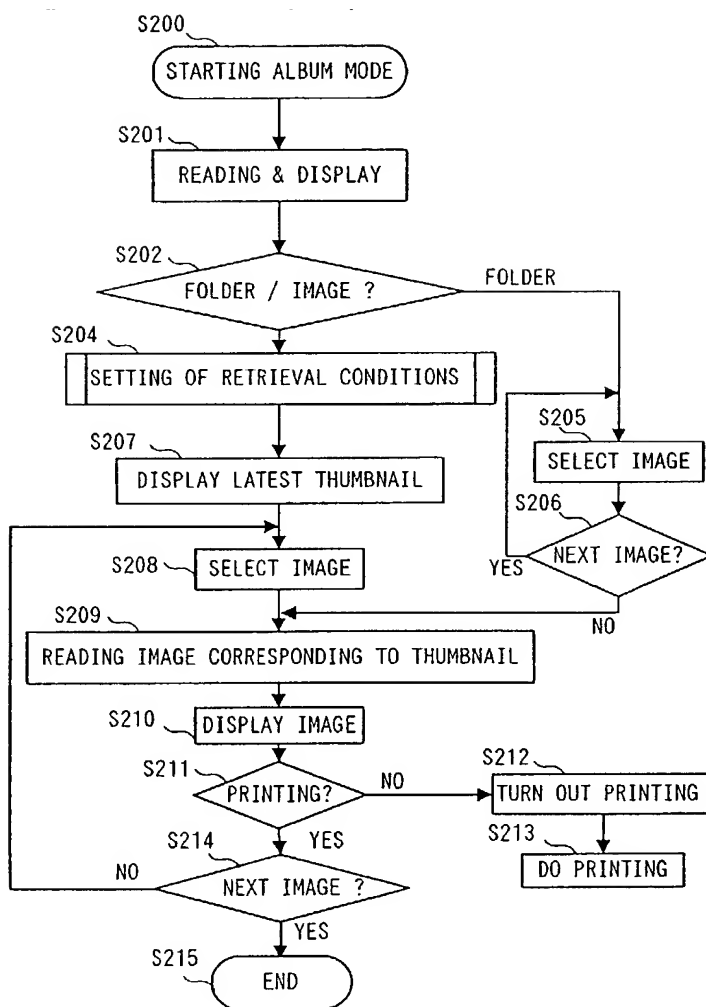 S200
STARTING ALBUM MODE
S201
READING & DISPLAY
S202
FOLDER / IMAGE ?
FOLDER
S204
SETTING OF RETRIEVAL CONDITIONS
S205
SELECT IMAGE
S206
NEXT IMAGE?
YES
NO
S207
DISPLAY LATEST THUMBNAIL
S208
SELECT IMAGE
S209
READING IMAGE CORRESPONDING TO THUMBNAIL
S210
DISPLAY IMAGE
S211
PRINTING?
NO
YES
S212
TURN OUT PRINTING
S213
DO PRINTING
S214
NEXT IMAGE ?
NO
YES
S215
END